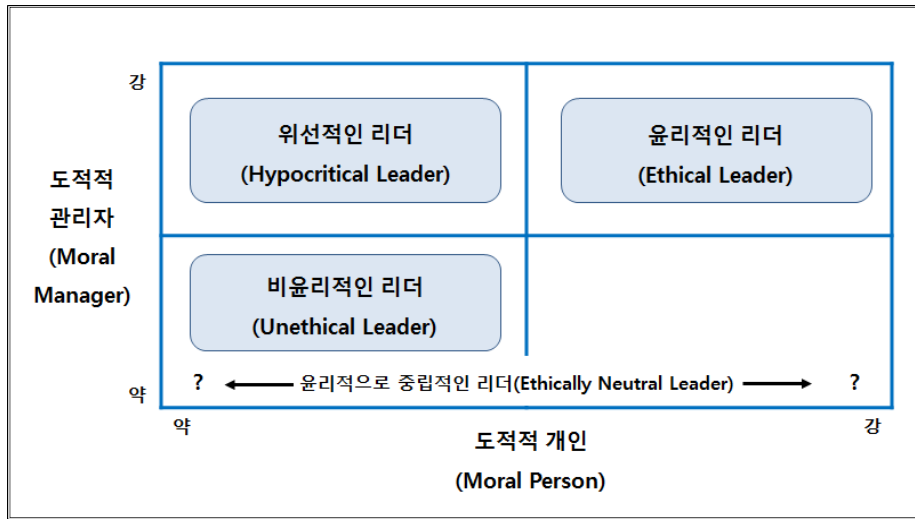 강
위선적인 리더
(Hypocritical Leader)
윤리적인 리더
(Ethical Leader)
도적적
관리자
(Moral
Manager)
비윤리적인 리더
(Unethical Leader)
? 윤리적으로 중립적인 리더(Ethically Neutral Leader) ?
약
약
도적적 개인
(Moral Person)
강